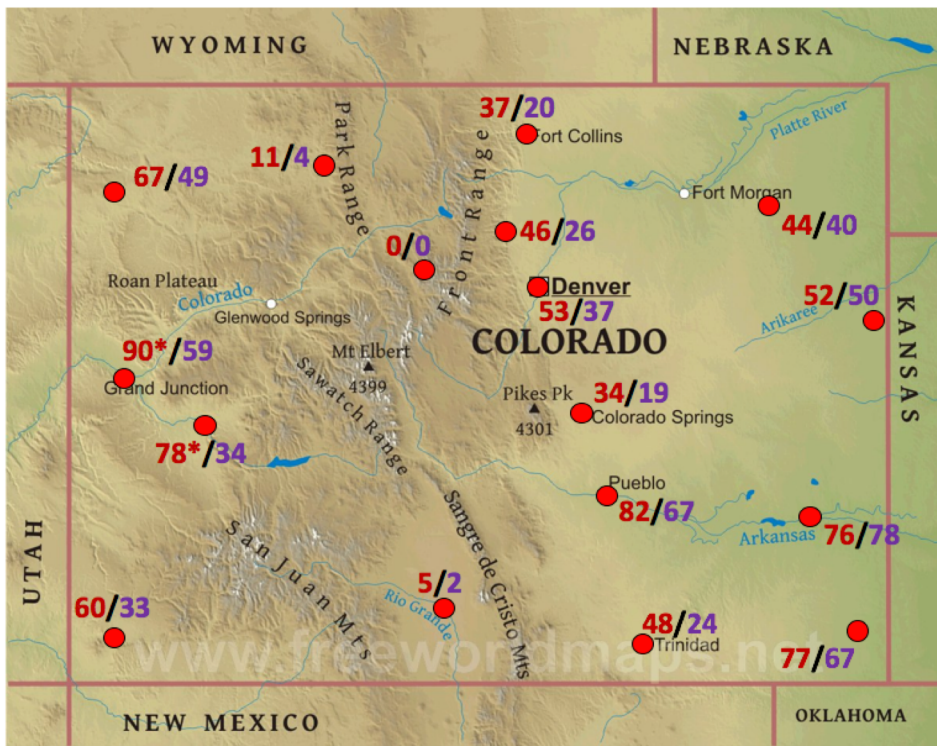 WYOMING
NEBRASKA
37/20
Fort Collins
Platte River
Park Range
11/4
67/49
Front Range
Fort Morgan
44/40
46/26
0/0
Roan Plateau
Colorado
Glenwood Springs
Denver
53/37
52/50
Arikaree
KANSAS
COLORADO
90*/59
Grand Junction
Mt Elbert
4399
Sawatch Range
Pikes Pk
4301
34/19
Colorado Springs
78*/34
Pueblo
82/67
Arkansas
76/78
UTAH
San Juan Mts
Sangre de Cristo Mts
60/33
5/2
Rio Grande
48/24
Trinidad
77/67
www.freeworldmaps.net
NEW MEXICO
OKLAHOMA